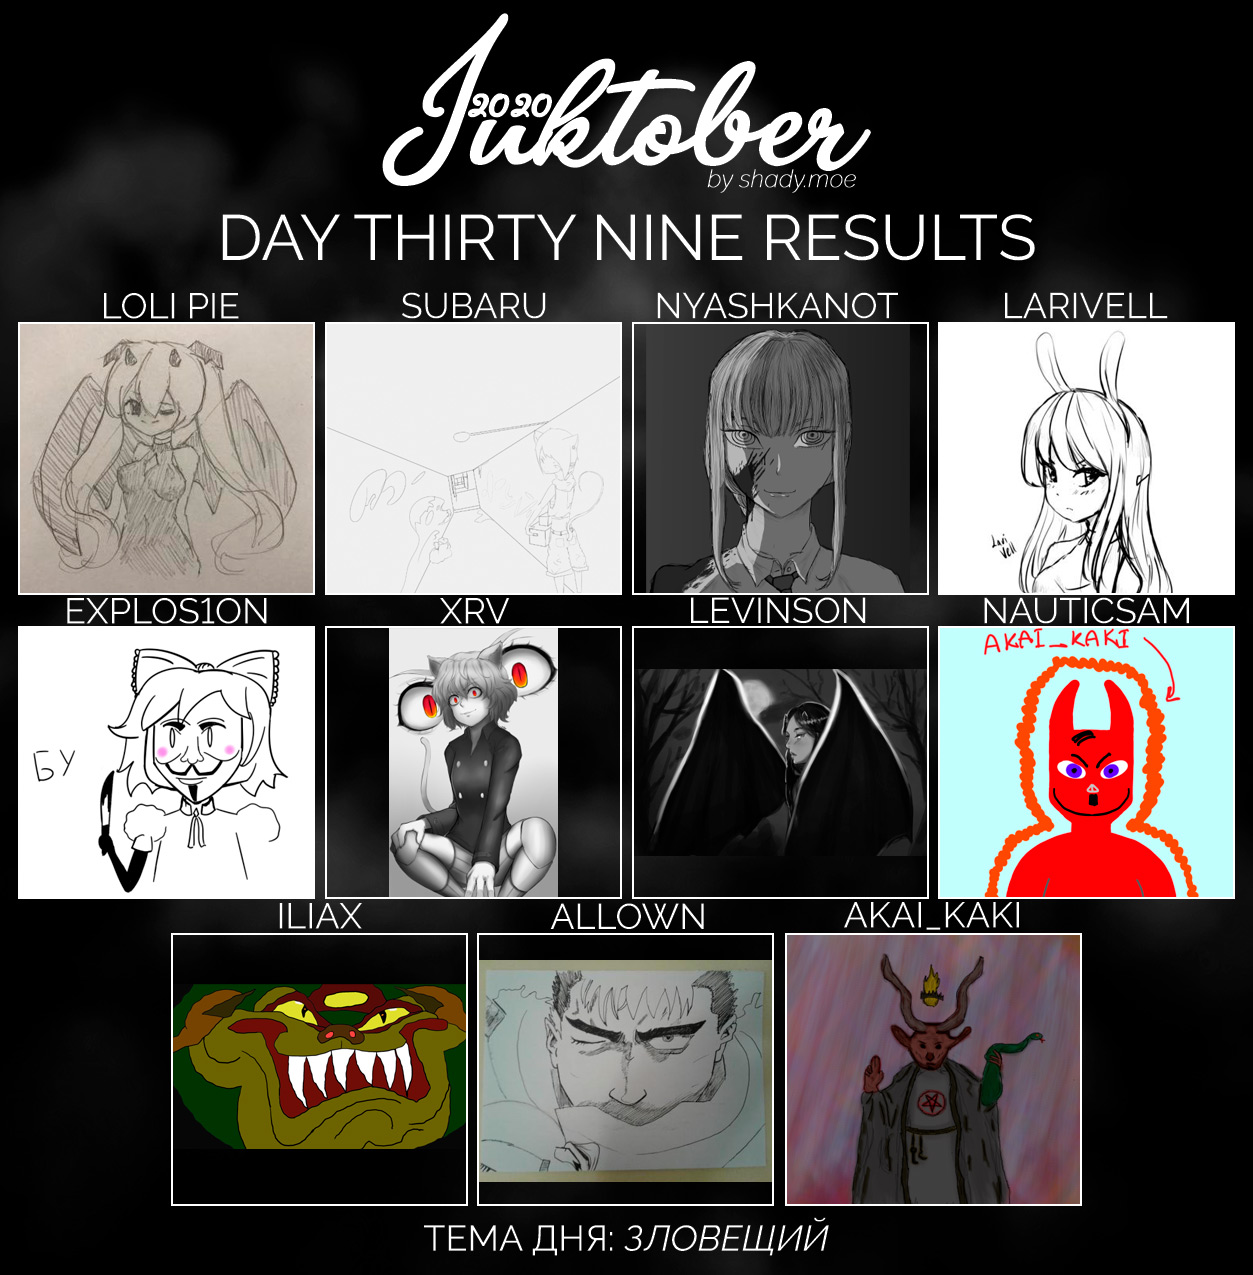 Juktober
2020
by shady.moe
DAY THIRTY NINE RESULTS
LOLI PIE
SUBARU
NYASHKANOT
LARIVELL
Lari
Vell
EXPLOS1ON
XRV
LEVINSON
NAUTICSAM
БУ
AKAI_KAKI
ILIAX
ALLOWN
AKAI_KAKI
ТЕМА ДНЯ: ЗЛОВЕЩИЙ